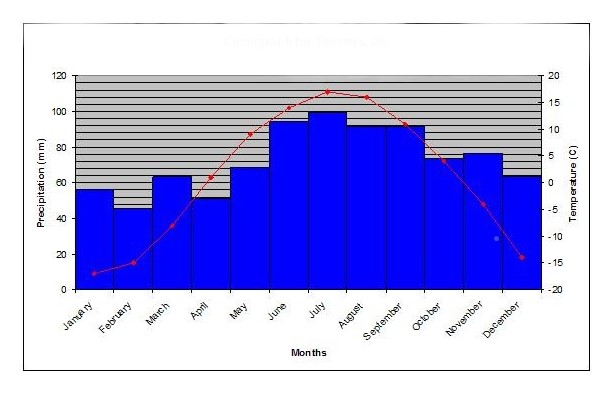 120
100
80
60
40
20
0
Precipitation (mm)
20
15
10
5
0
-5
-10
-15
-20
Temperature (C)
January
February
March
April
May
June
July
August
September
October
November
December
Months